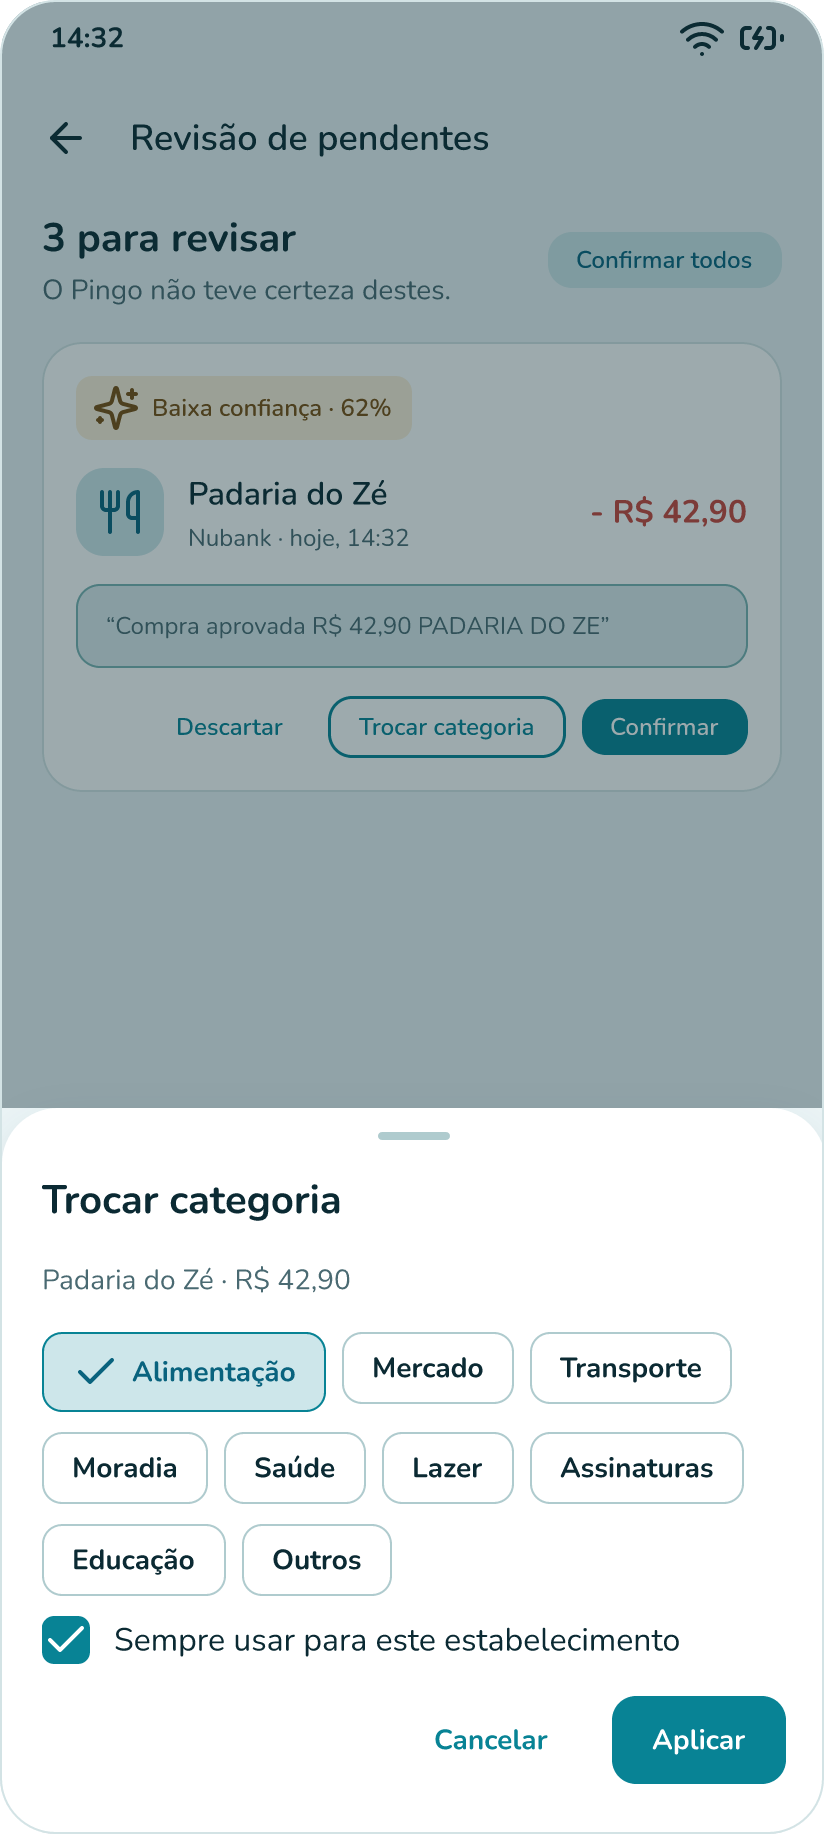 14:32
Revisão de pendentes
3 para revisar
Confirmar todos
O Pingo não teve certeza destes.
Baixa confiança · 62%
Padaria do Zé
- R$ 42,90
Nubank · hoje, 14:32
“Compra aprovada R$ 42,90 PADARIA DO ZE”
Descartar Trocar categoria Confirmar
Trocar categoria
Padaria do Zé · R$ 42,90
Alimentação Mercado Transporte
Moradia Saúde Lazer Assinaturas
Educação Outros
Sempre usar para este estabelecimento
Cancelar Aplicar